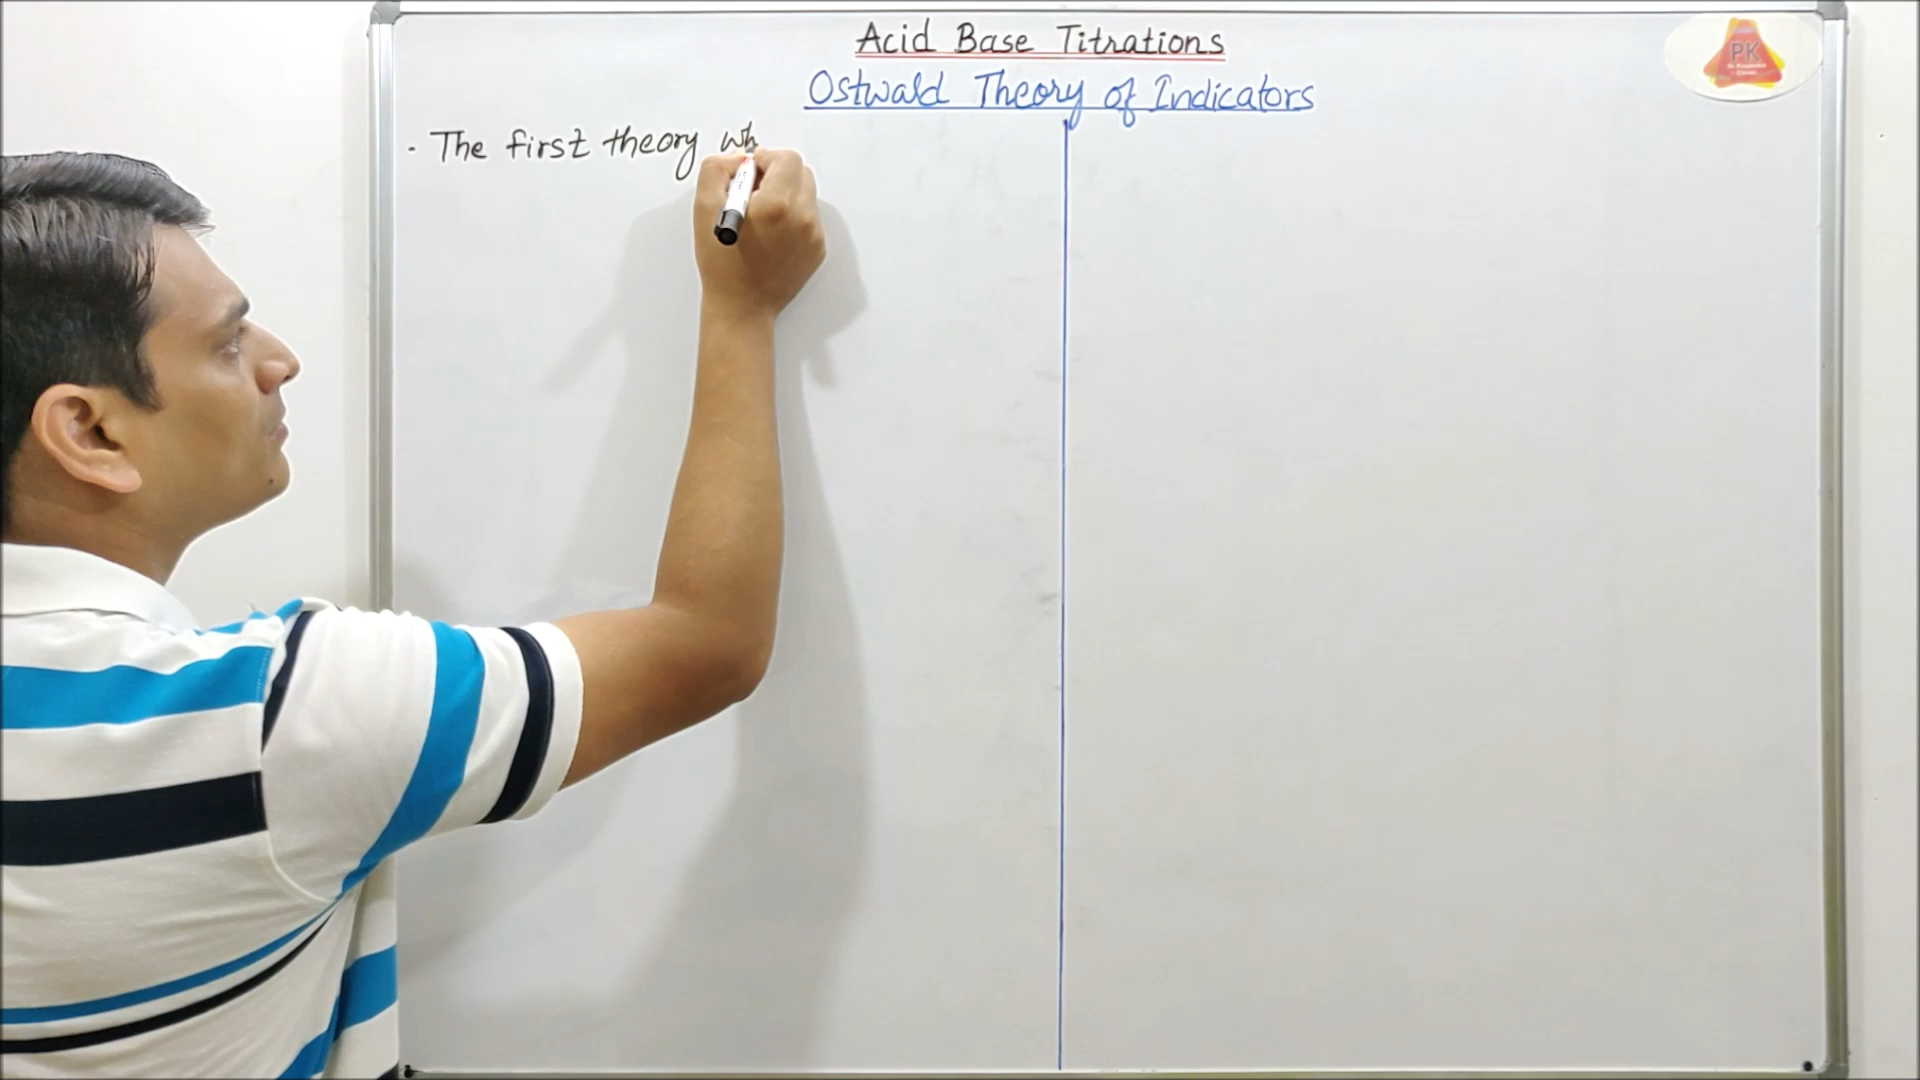 Acid Base Titrations
Ostwald Theory of Indicators
· The first theory wh
PK